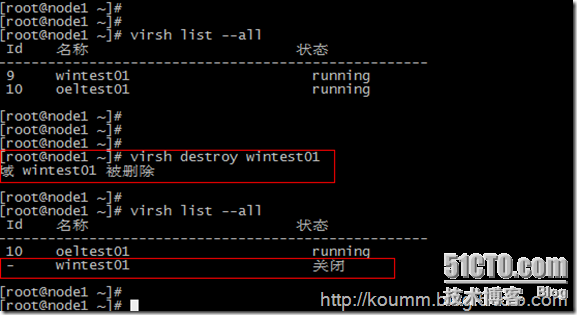 [root@node1 ~]#
[root@node1 ~]#
[root@node1 ~]# virsh list --all
Id 名称 状态
----------------------------------------------------
9 wintest01 running
10 oeltest01 running
[root@node1 ~]#
[root@node1 ~]#
[root@node1 ~]#
[root@node1 ~]# virsh destroy wintest01
域 wintest01 被删除
[root@node1 ~]#
[root@node1 ~]# virsh list --all
Id 名称 状态
----------------------------------------------------
10 oeltest01 running
- wintest01 关闭
[root@node1 ~]#
[root@node1 ~]#
51CTO.com
技术博客 Blog